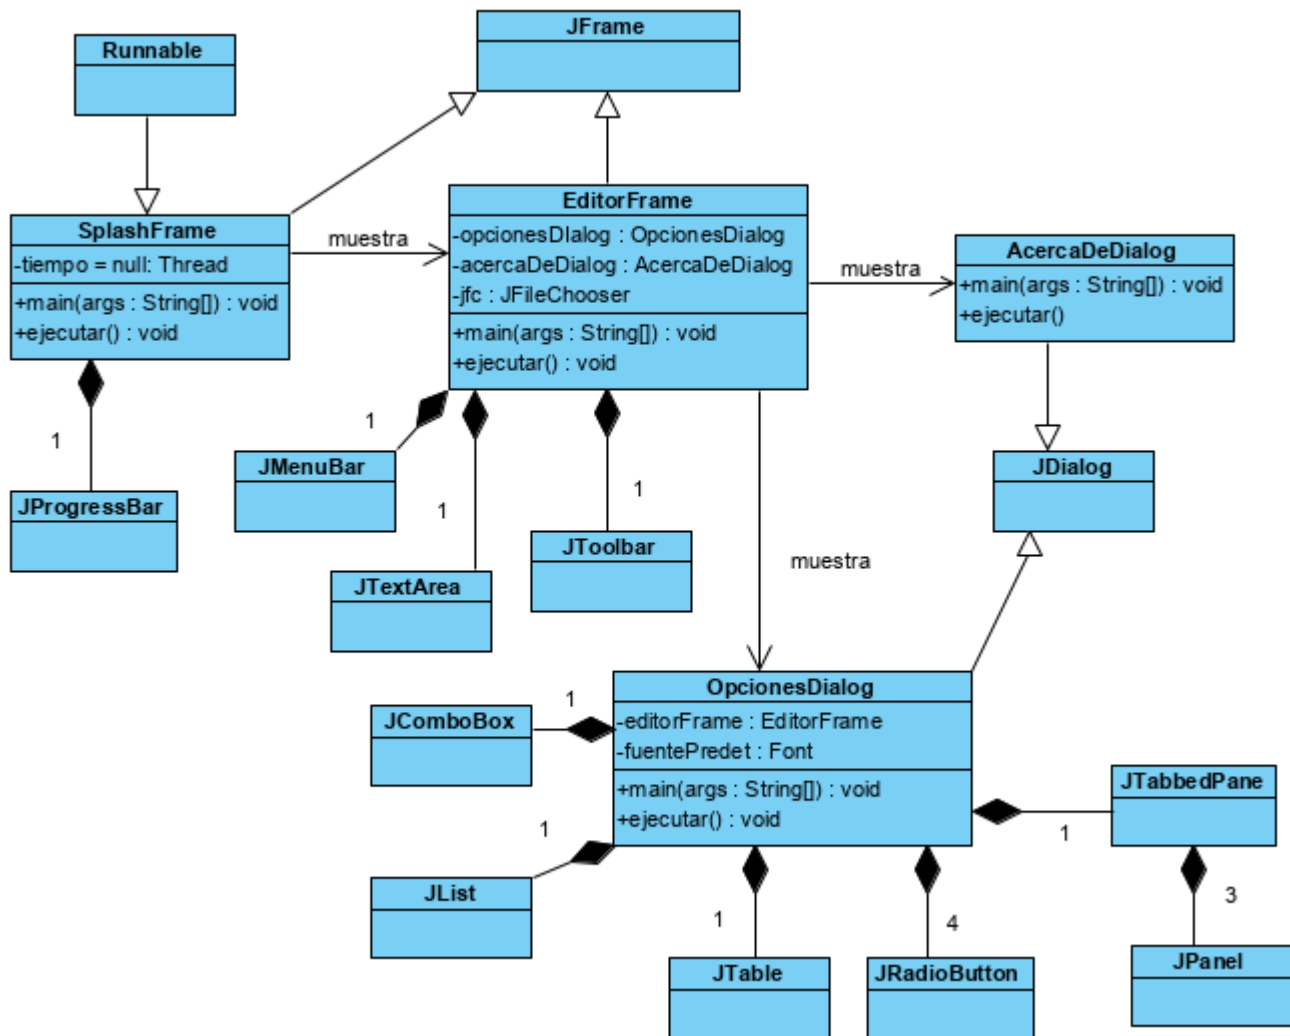 JFrame
Runnable
EditorFrame
-opcionesDIalog : OpcionesDialog
-acercaDeDialog : AcercaDeDialog
-jfc : JFileChooser
+main(args : String[]) : void
+ejecutar() : void
SplashFrame
-tiempo = null: Thread
+main(args : String[]) : void
+ejecutar() : void
muestra
muestra
AcercaDeDialog
+main(args : String[]) : void
+ejecutar()
1
1
1
1
JMenuBar
JDialog
JProgressBar
JToolbar
JTextArea
muestra
OpcionesDialog
-editorFrame : EditorFrame
-fuentePredet : Font
+main(args : String[]) : void
+ejecutar() : void
1
JComboBox
JTabbedPane
1
1
JList
1
4
3
JTable
JRadioButton
JPanel